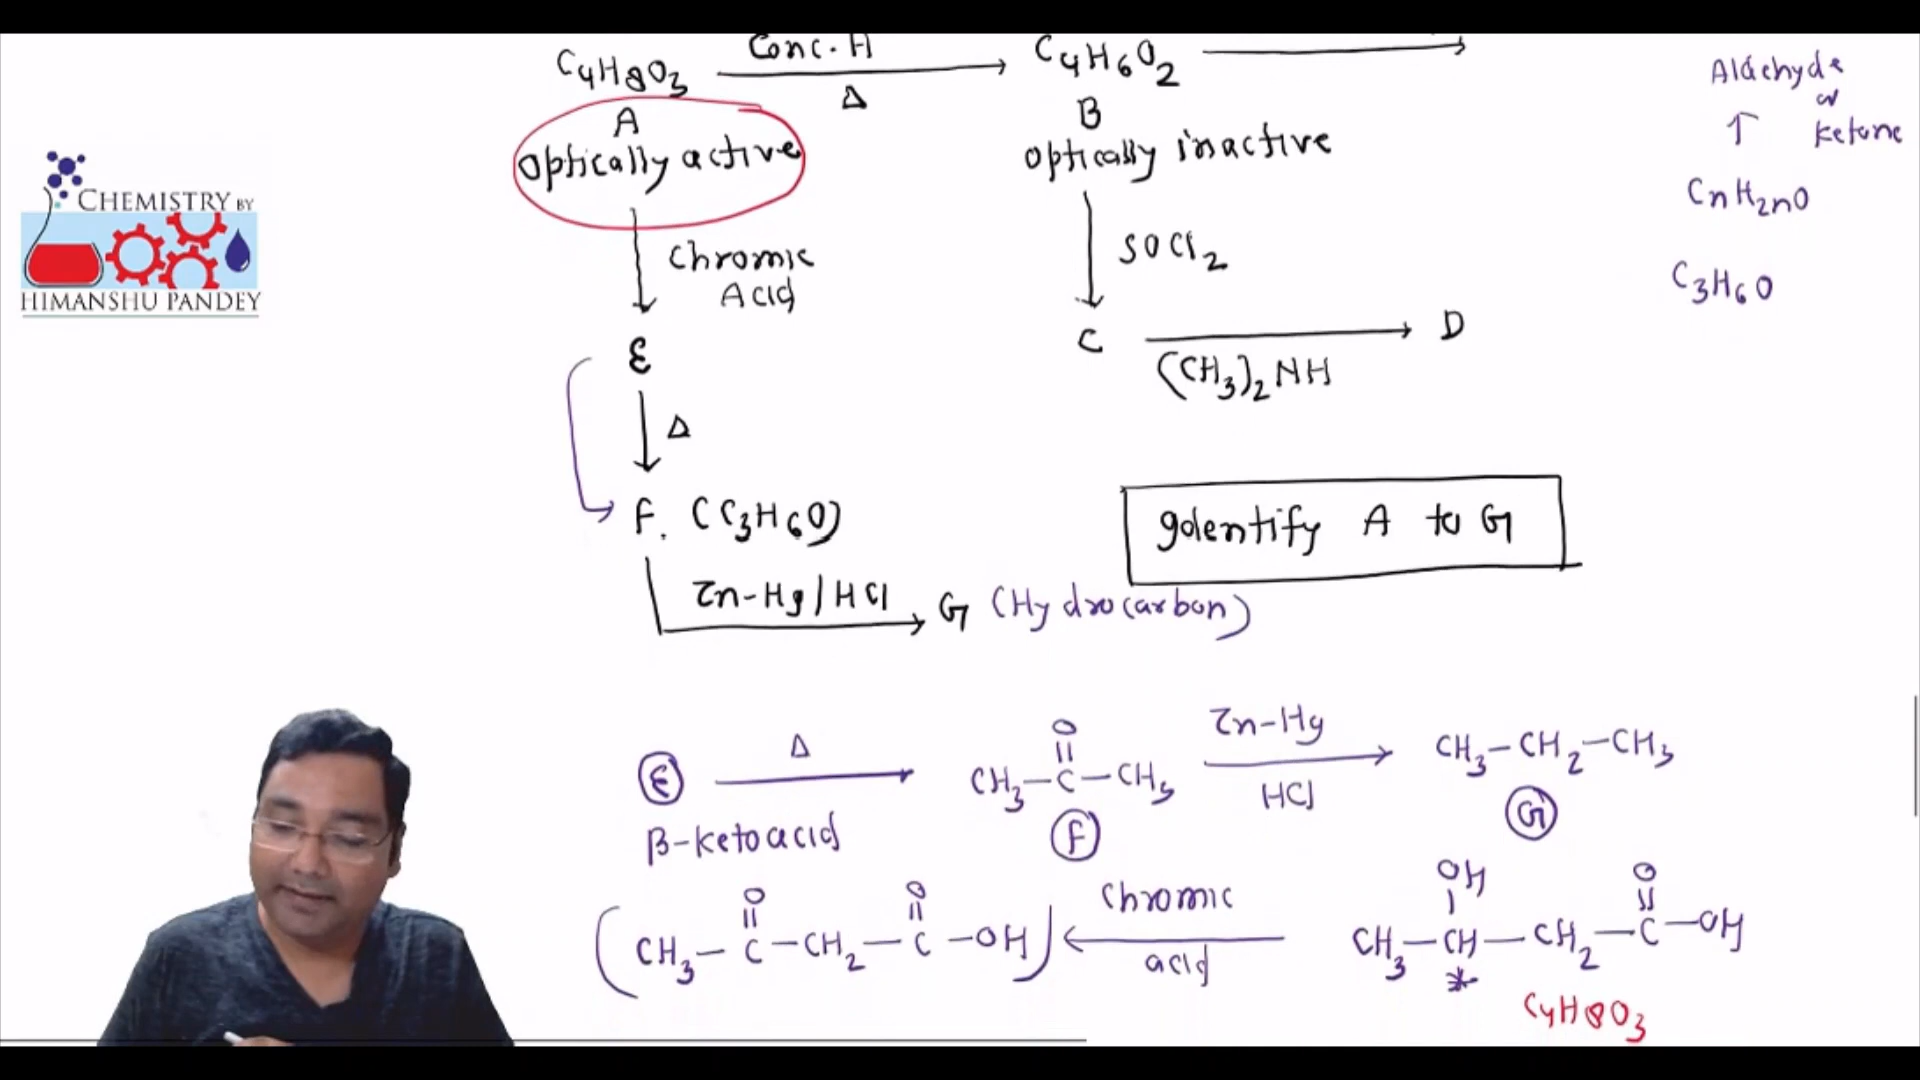 C4H8O3 Conc. H Δ C4H6O2
A
Optically active
B
Optically inactive
Aldehyde
or
Ketone
↑
CnH2nO
C3H6O
CHEMISTRY BY
HIMANSHU PANDEY
Chromic
Acid
SOCl2
E
C (CH3)2NH D
Δ
F. (C3H6O)
Identify A to G
Zn-Hg/HCl G (Hydrocarbon)
E Δ CH3-C-CH3 Zn-Hg HCl CH3-CH2-CH3
O
||
β-ketoacid F G
O O OH O
|| || | ||
(CH3-C-CH2-C-OH) chromic acid CH3-CH-CH2-C-OH
*
C4H8O3